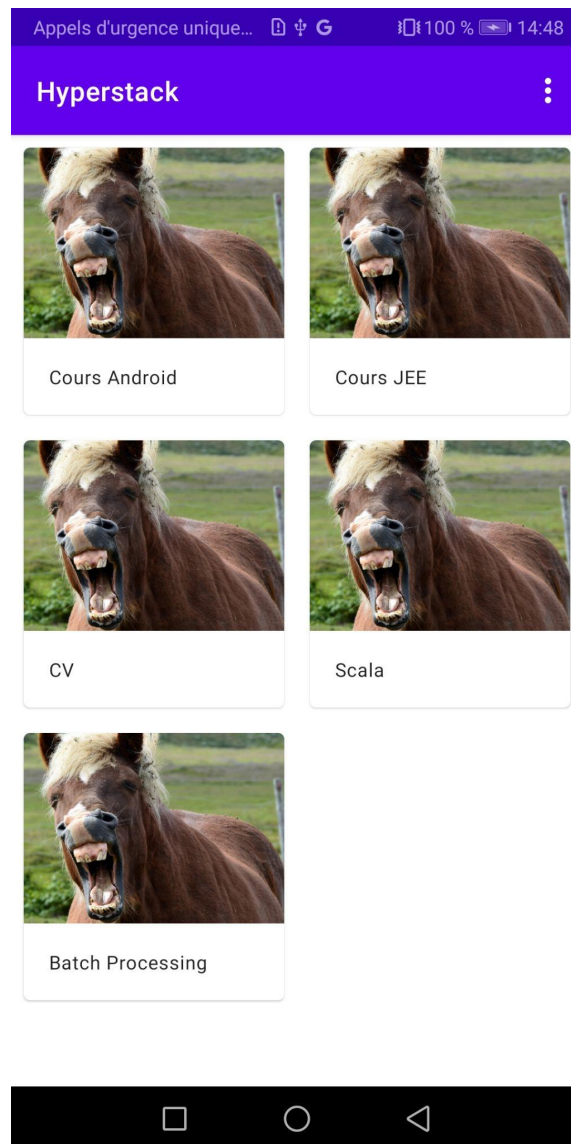 Appels d'urgence unique... G 100 % 14:48
Hyperstack
Cours Android
Cours JEE
CV
Scala
Batch Processing